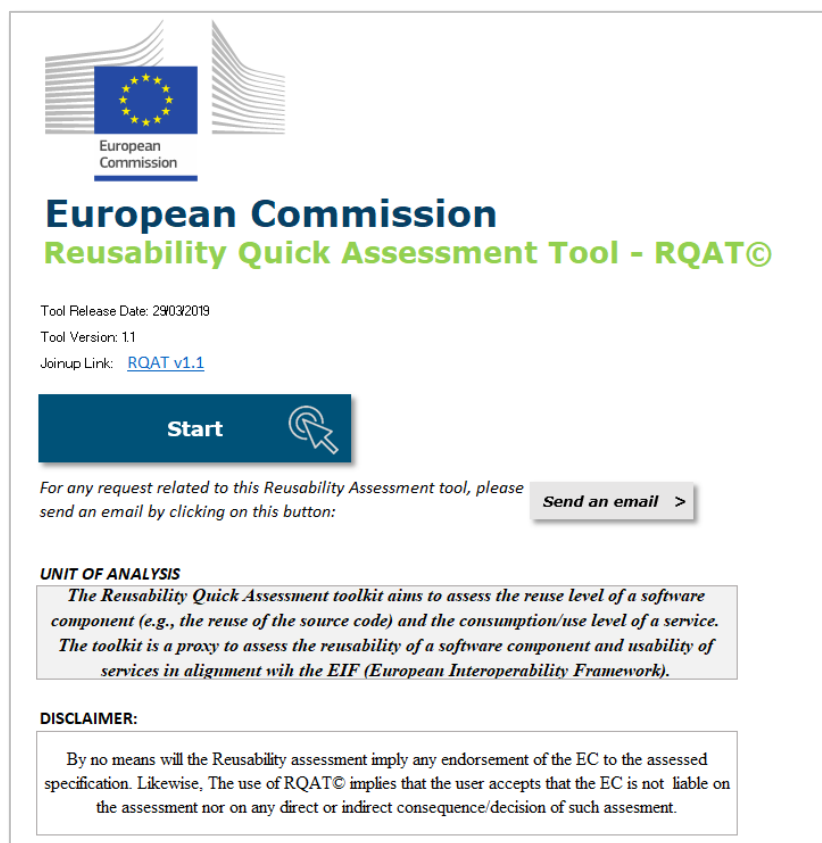 European
Commission
European Commission
Reusability Quick Assessment Tool - RQAT©
Tool Release Date: 29/03/2019
Tool Version: 1.1
Joinup Link: RQAT v1.1
Start
For any request related to this Reusability Assessment tool, please
send an email by clicking on this button:
Send an email >
UNIT OF ANALYSIS
The Reusability Quick Assessment toolkit aims to assess the reuse level of a software
component (e.g., the reuse of the source code) and the consumption/use level of a service.
The toolkit is a proxy to assess the reusability of a software component and usability of
services in alignment wih the EIF (European Interoperability Framework).
DISCLAIMER:
By no means will the Reusability assessment imply any endorsement of the EC to the assessed
specification. Likewise, The use of RQAT© implies that the user accepts that the EC is not liable on
the assessment nor on any direct or indirect consequence/decision of such assesment.